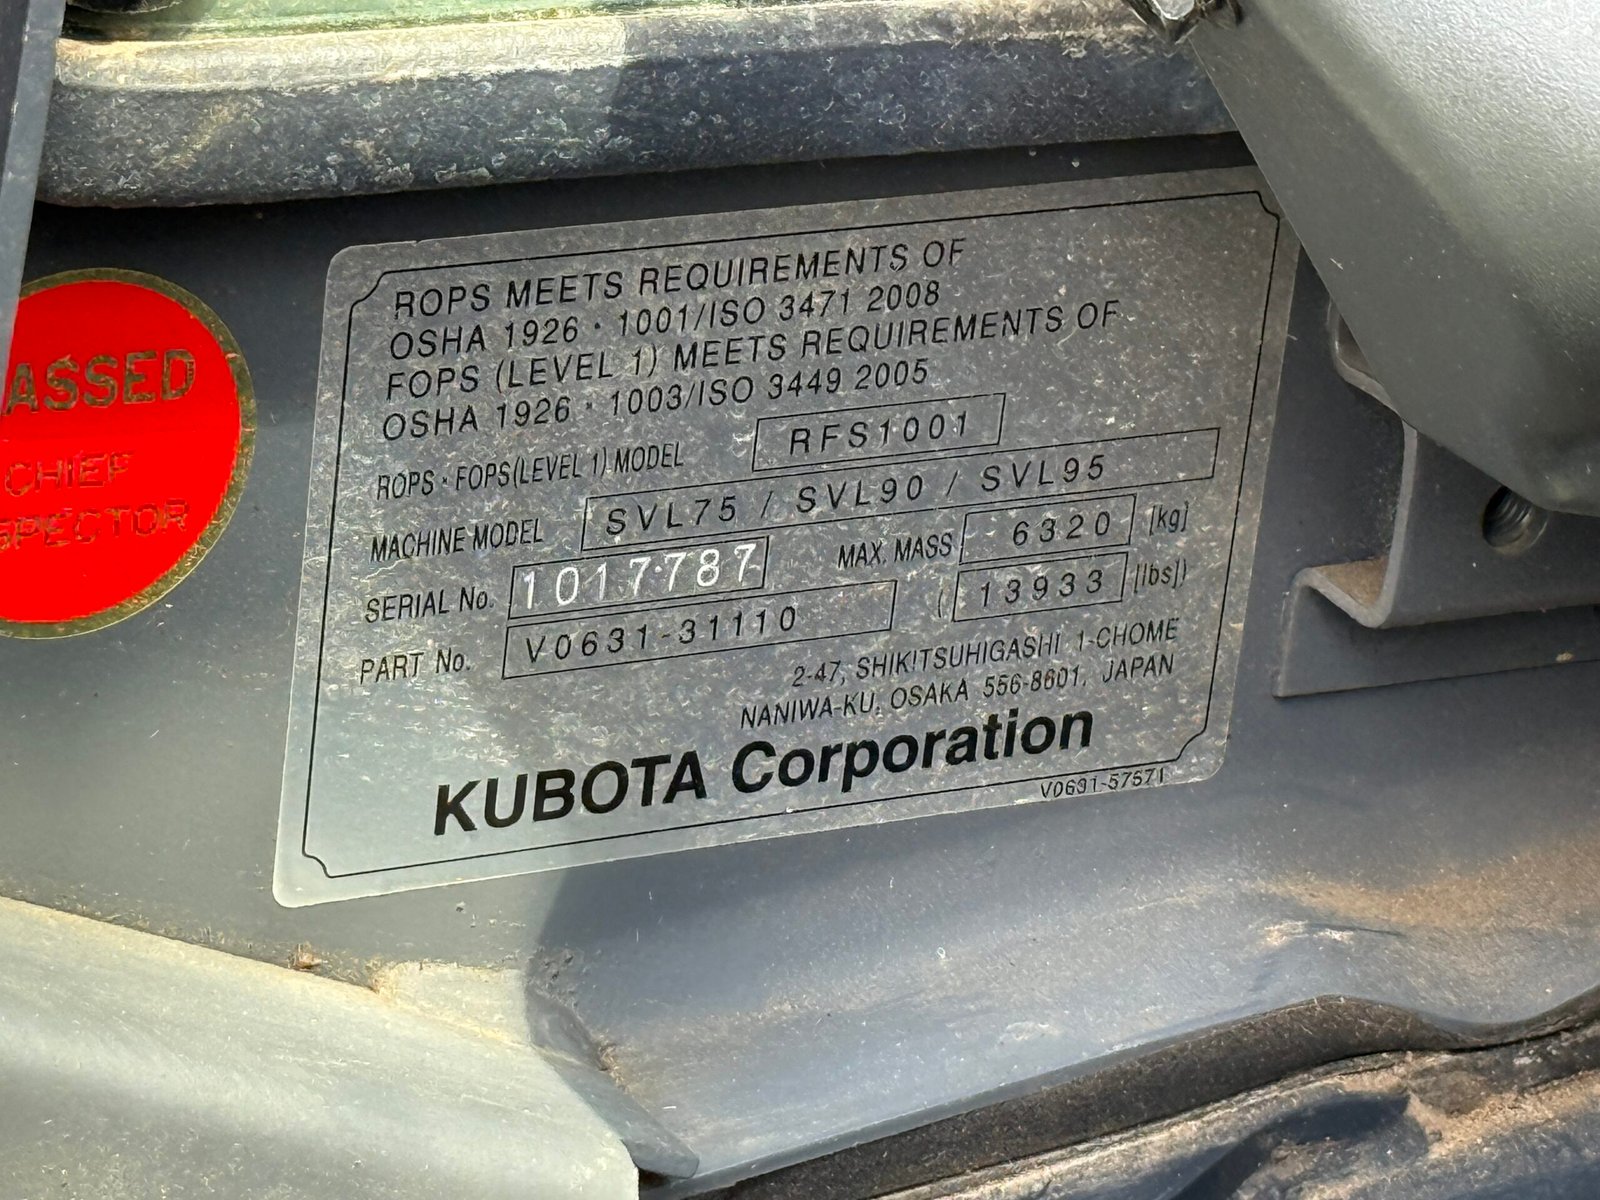 ROPS MEETS REQUIREMENTS OF
OSHA 1926・1001/ISO 3471 2008
FOPS (LEVEL 1) MEETS REQUIREMENTS OF
OSHA 1926・1003/ISO 3449 2005
ROPS・FOPS(LEVEL 1) MODEL RFS1001
MACHINE MODEL SVL75 / SVL90 / SVL95
SERIAL No. 1017787 MAX. MASS 6320 [kg]
PART No. V0631-31110 (13933 [lbs])
2-47, SHIKITSUHIGASHI 1-CHOME
NANIWA-KU, OSAKA 556-8601, JAPAN
KUBOTA Corporation
V0631-57571
ASSED
CHIEF
SPECTOR